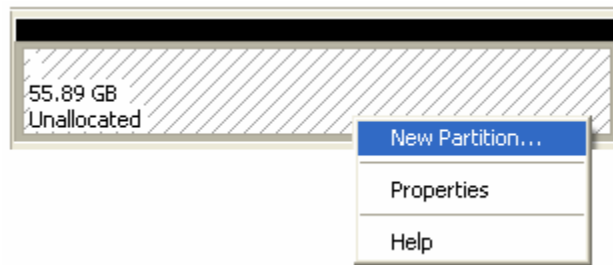 55.89 GB
Unallocated
New Partition...
Properties
Help